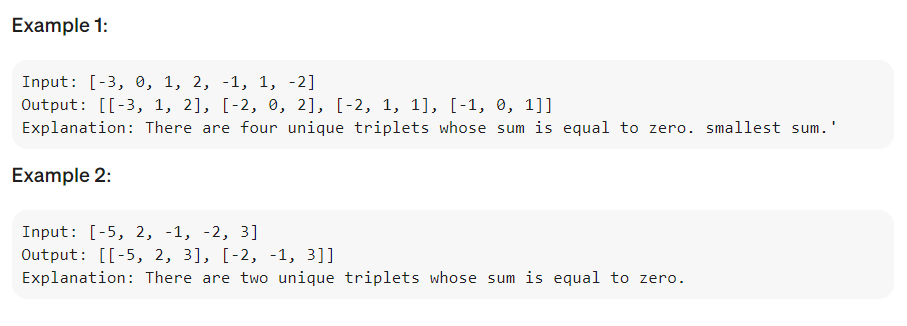 Example 1:
Input: [-3, 0, 1, 2, -1, 1, -2]
Output: [[-3, 1, 2], [-2, 0, 2], [-2, 1, 1], [-1, 0, 1]]
Explanation: There are four unique triplets whose sum is equal to zero. smallest sum.'
Example 2:
Input: [-5, 2, -1, -2, 3]
Output: [[-5, 2, 3], [-2, -1, 3]]
Explanation: There are two unique triplets whose sum is equal to zero.